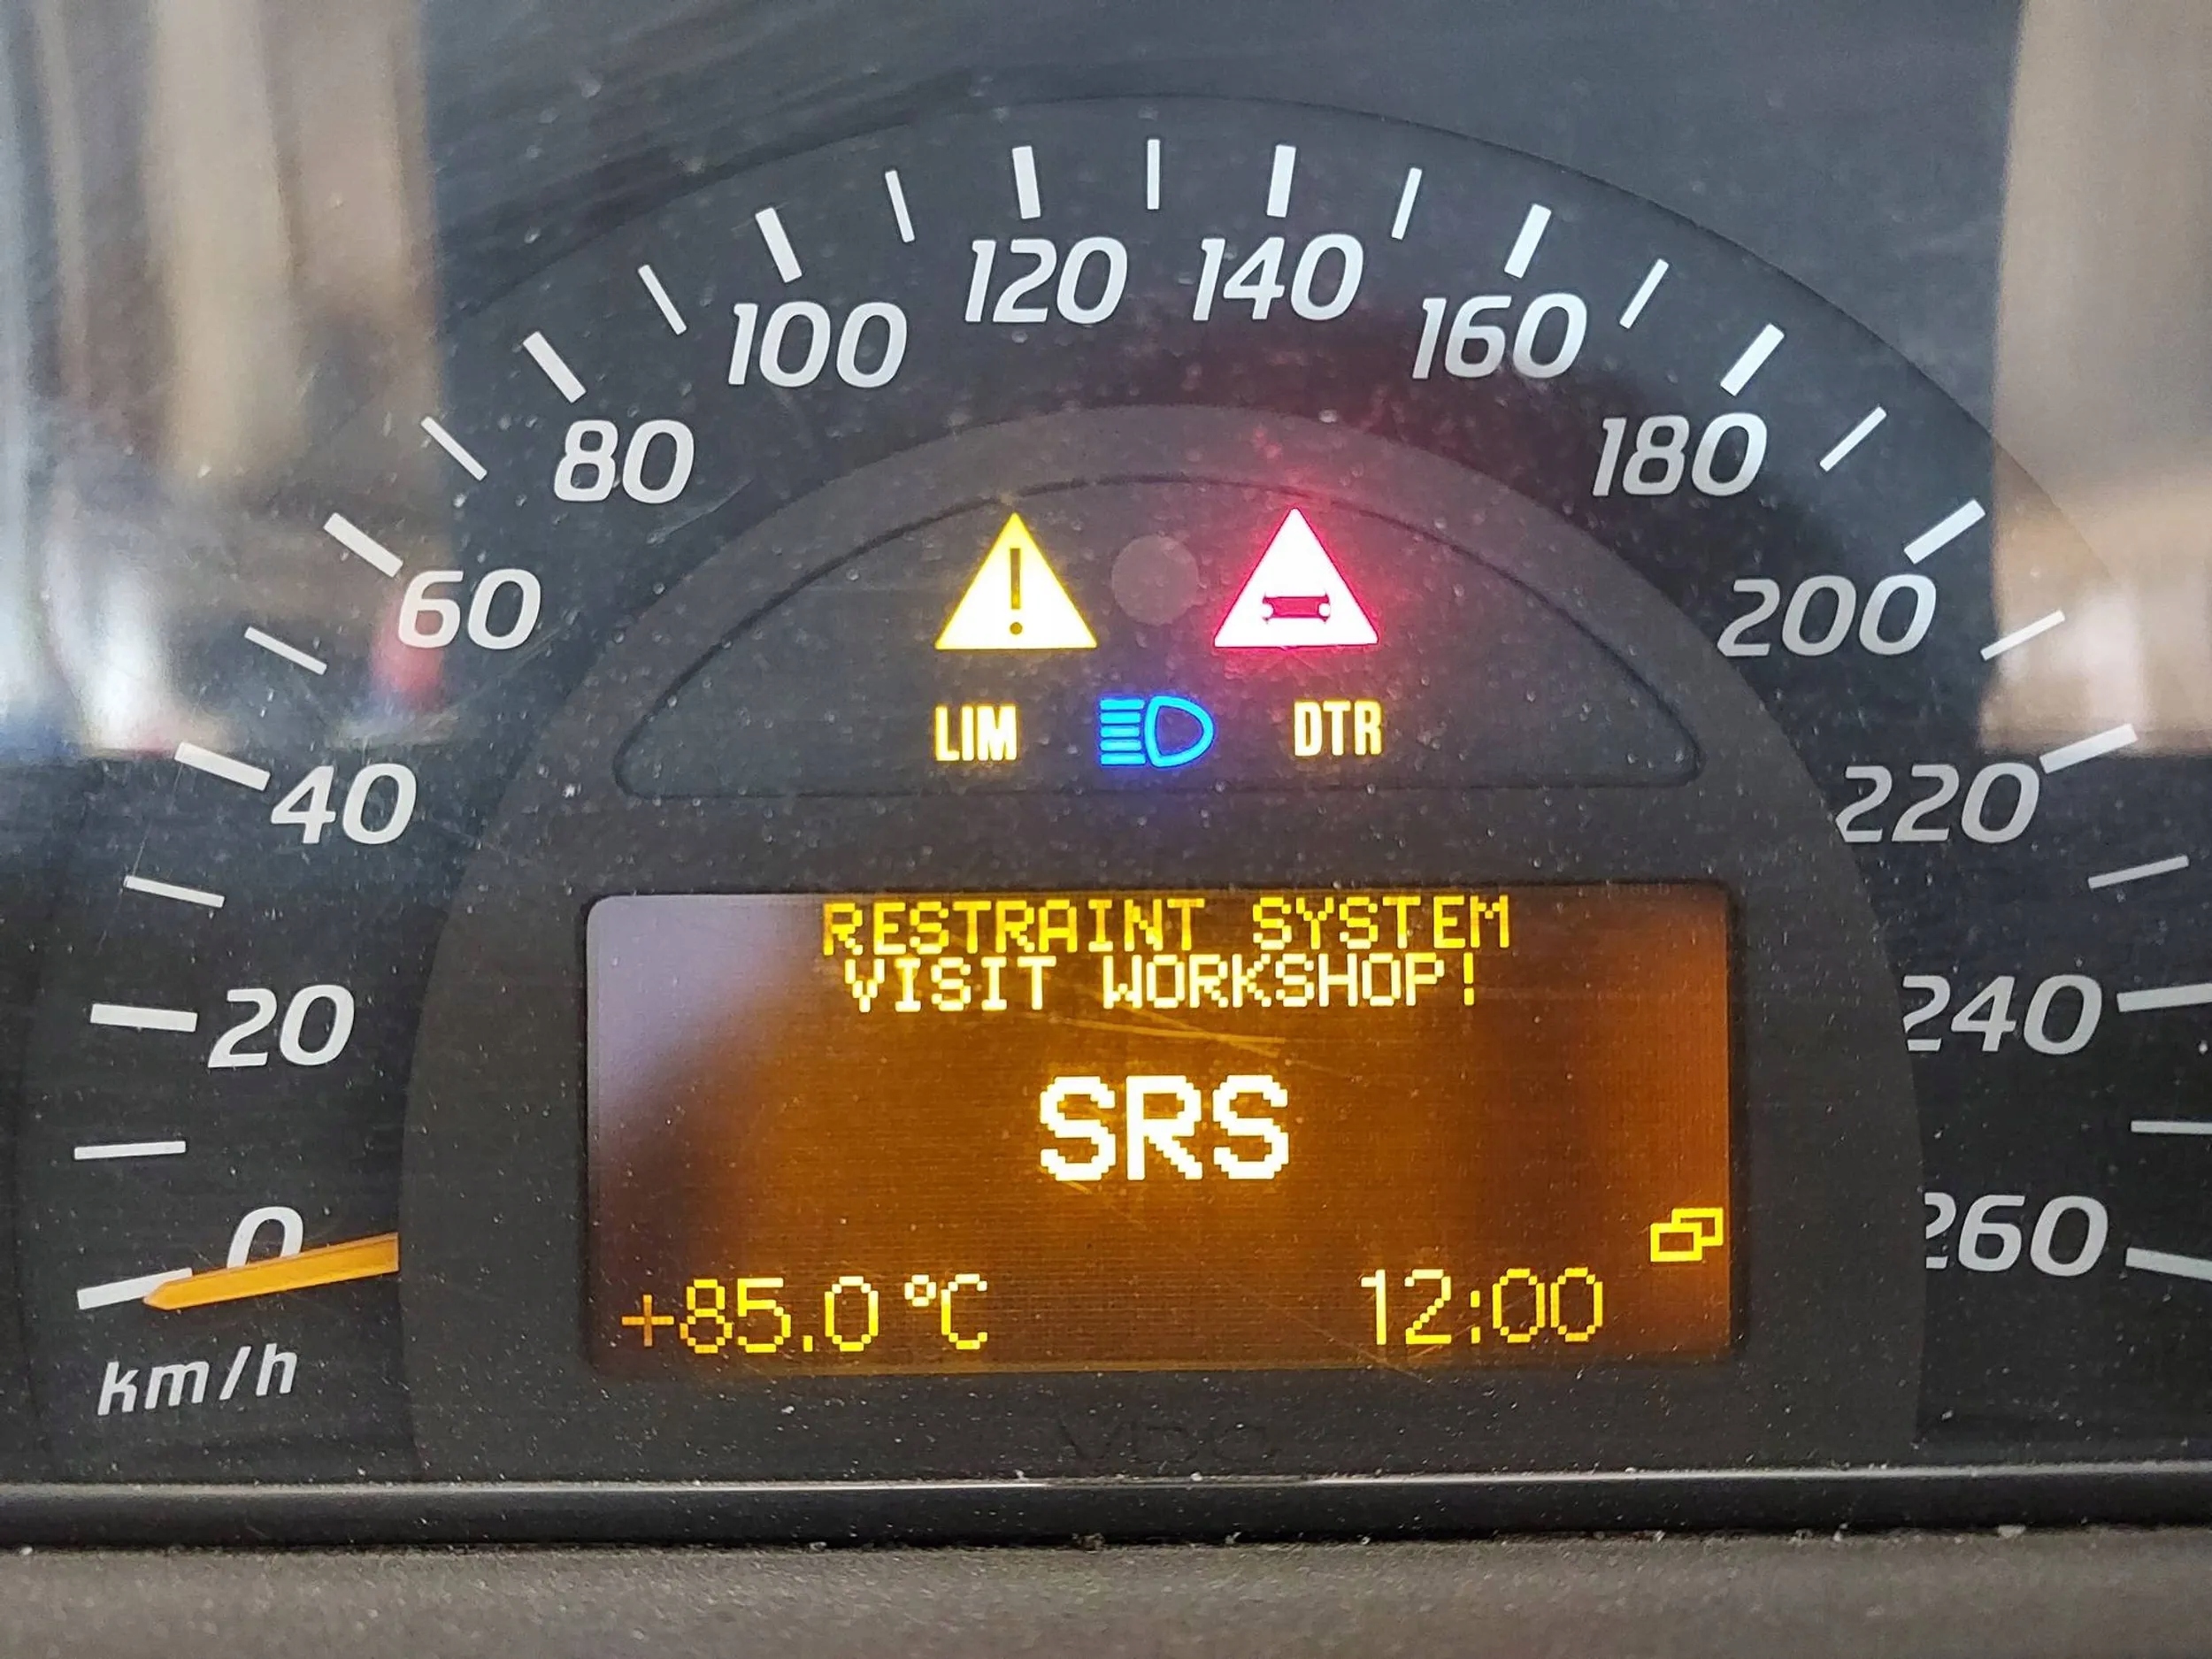 120 140
100 160
80 180
60 200
LIM DTR
40 220
RESTRAINT SYSTEM
VISIT WORKSHOP!
20 240
SRS
0 260
+85.0 °C 12:00
km/h
VDO